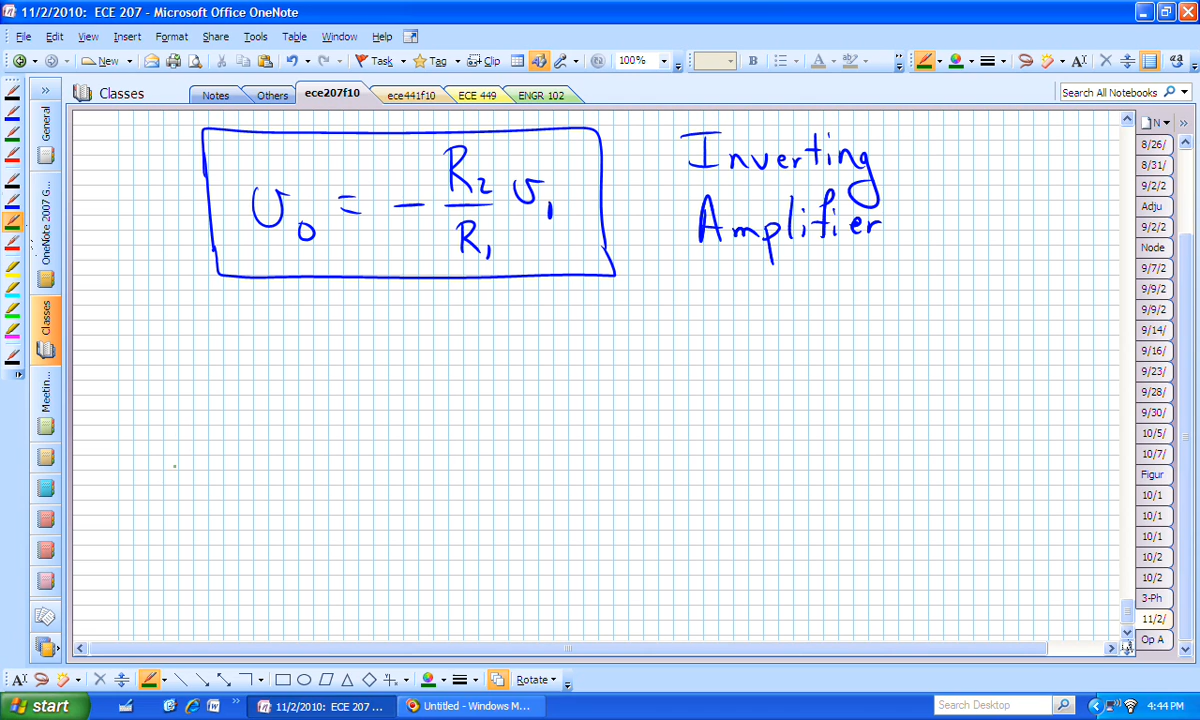 11/2/2010: ECE 207 - Microsoft Office OneNote
File Edit View Insert Format Share Tools Table Window Help
New Task Tag Clip 100% B A ab A
Classes Notes Others ece207f10 ece441f10 ECE 449 ENGR 102 Search All Notebooks
General
OneNote 2007 G...
Classes
Meetin...
v₀ = - R₂/R₁ v₁
Inverting
Amplifier
N
8/26/
8/31/
9/2/2
Adju
9/2/2
Node
9/7/2
9/9/2
9/9/2
9/14/
9/16/
9/23/
9/28/
9/30/
10/5/
10/7/
Figur
10/1
10/1
10/1
10/2
10/2
3-Ph
11/2/
Op A
Rotate
start 11/2/2010: ECE 207 ... Untitled - Windows M... Search Desktop 4:44 PM